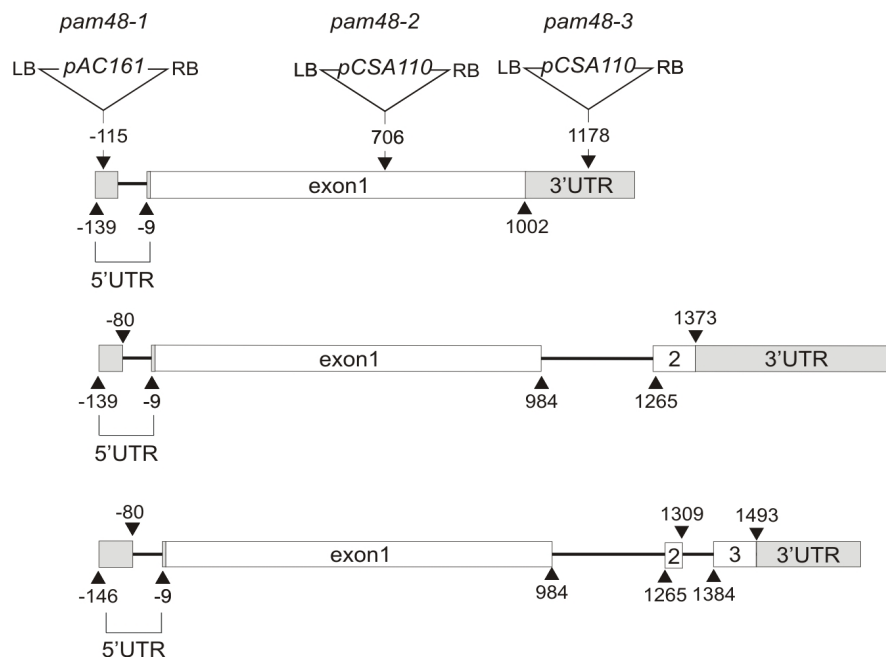 pam48-1 pam48-2 pam48-3
LB pAC161 RB LB pCSA110 RB LB pCSA110 RB
-115 706 1178
exon1 3'UTR
-139 -9 1002
5'UTR
-80 1373
exon1 2 3'UTR
-139 -9 984 1265
5'UTR
-80 1309 1493
exon1 2 3 3'UTR
-146 -9 984 1265 1384
5'UTR